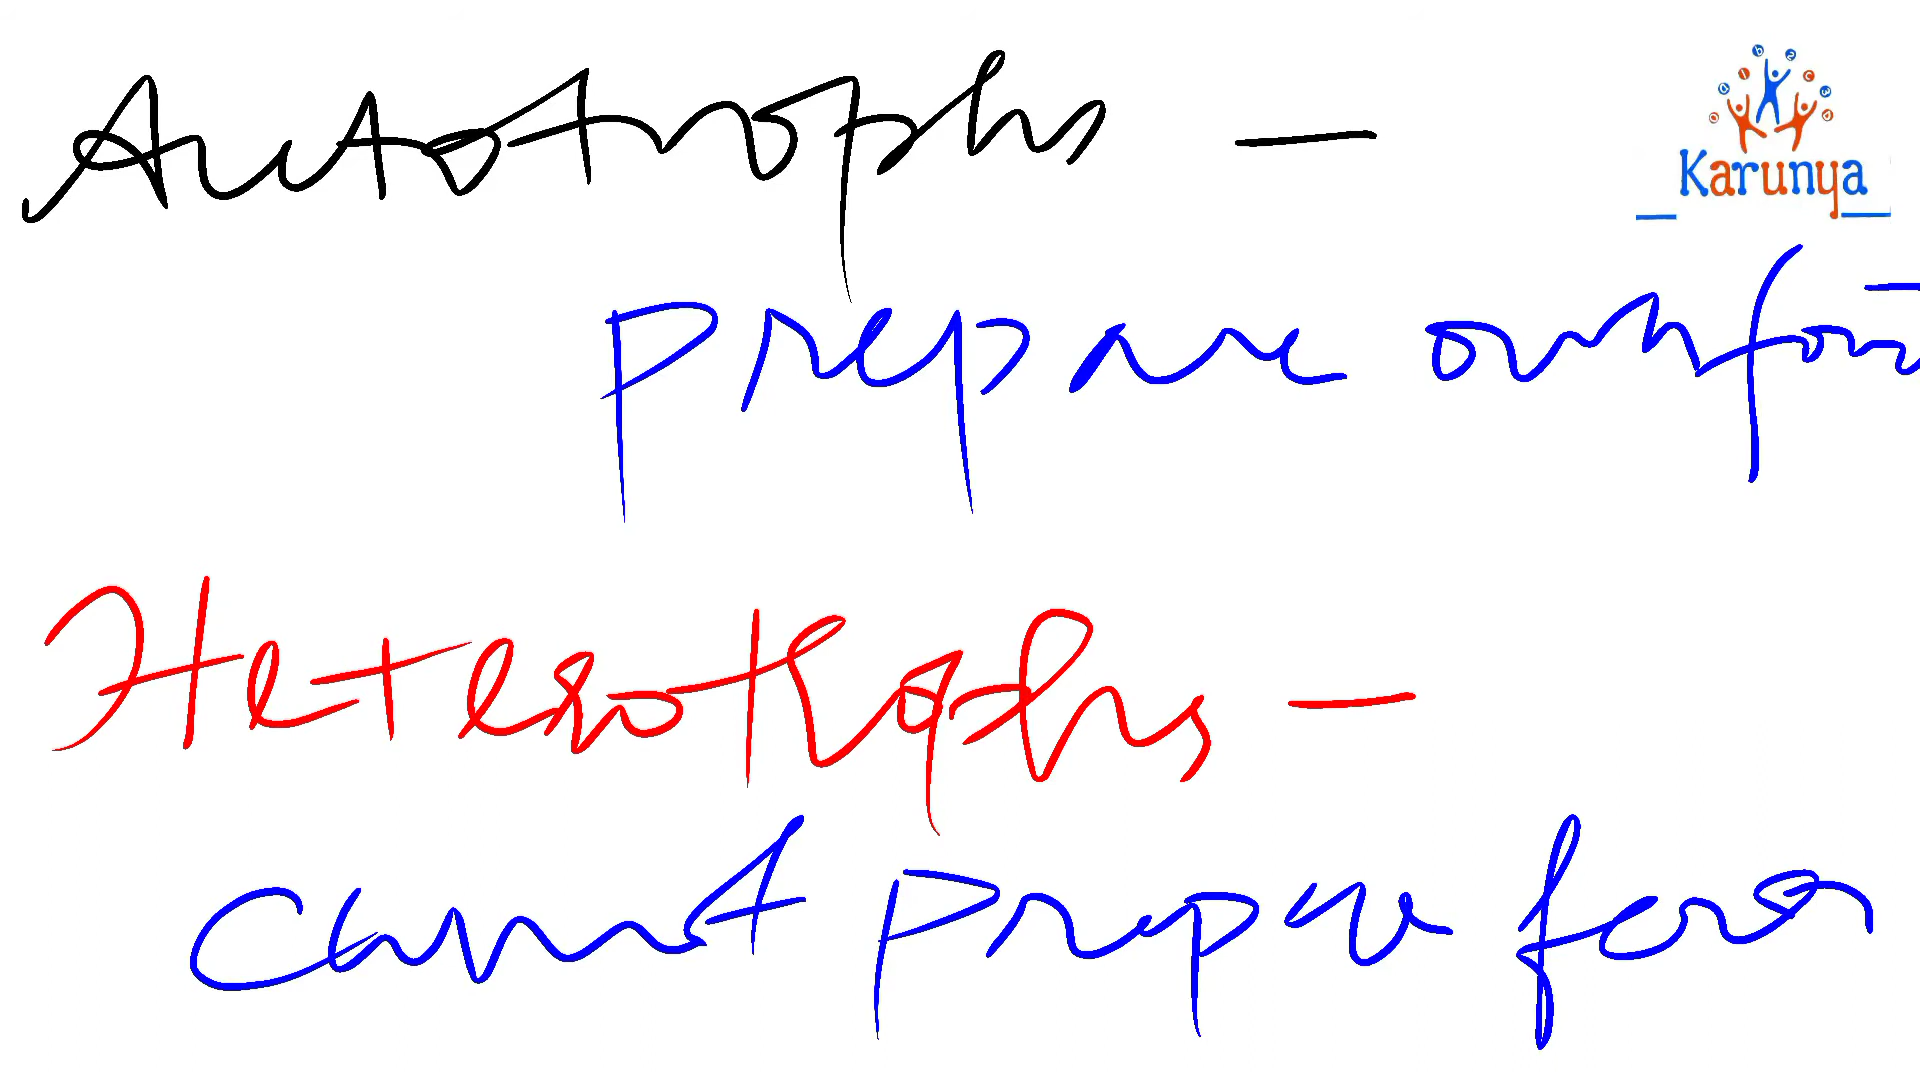 Autotrophs —
Karunya
prepare own food
Heterotrophs —
cannot prepare food